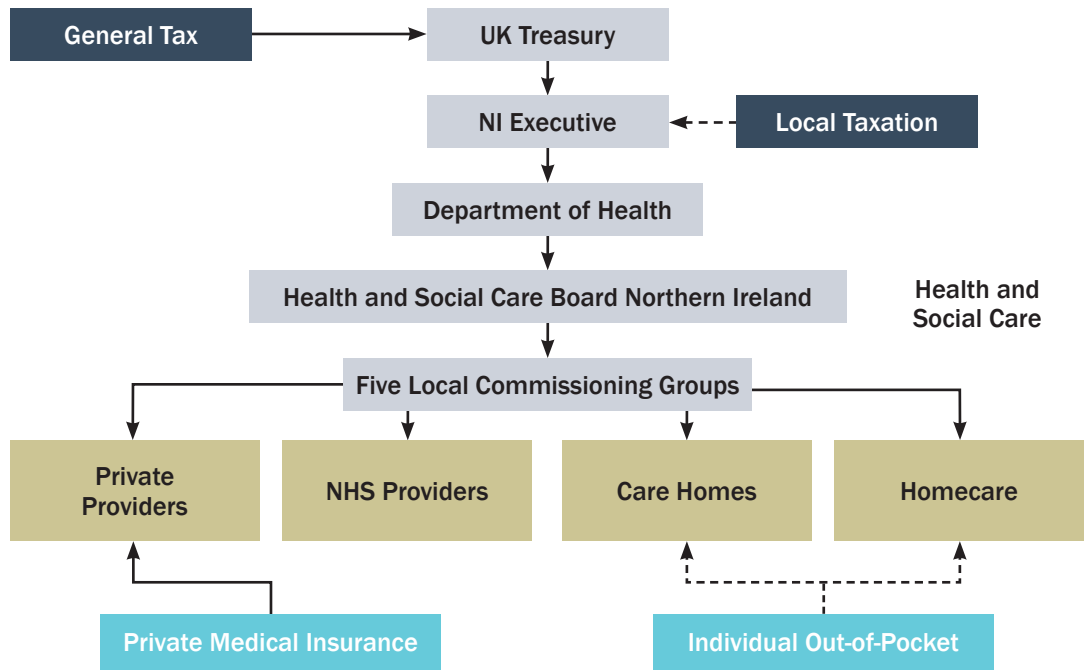 General Tax
UK Treasury
NI Executive
Local Taxation
Department of Health
Health and Social Care Board Northern Ireland
Health and
Social Care
Five Local Commissioning Groups
Private
Providers
NHS Providers
Care Homes
Homecare
Private Medical Insurance
Individual Out-of-Pocket